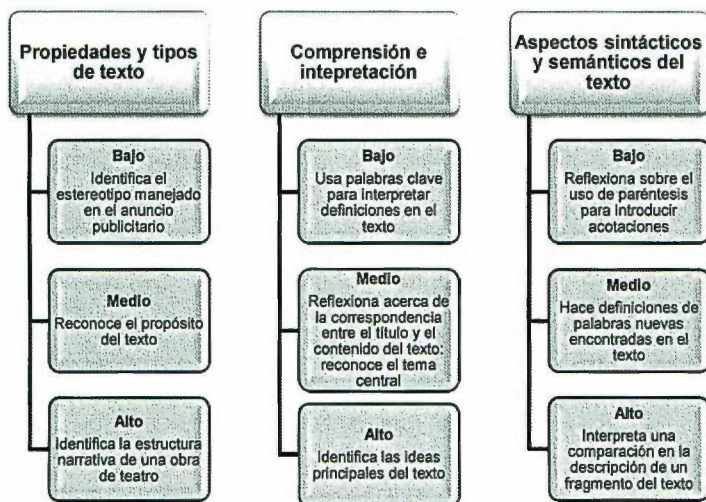 Propiedades y tipos
de texto
Bajo
Identifica el
estereotipo manejado
en el anuncio
publicitario
Medio
Reconoce el propósito
del texto
Alto
Identifica la estructura
narrativa de una obra
de teatro
Comprensión e
intepretación
Bajo
Usa palabras clave
para interpretar
definiciones en el
texto
Medio
Reflexiona acerca de
la correspondencia
entre el título y el
contenido del texto:
reconoce el tema
central
Alto
Identifica las ideas
principales del texto
Aspectos sintácticos
y semánticos del
texto
Bajo
Reflexiona sobre el
uso de paréntesis
para introducir
acotaciones
Medio
Hace definiciones de
palabras nuevas
encontradas en el
texto
Alto
Interpreta una
comparación en la
descripción de un
fragmento del texto